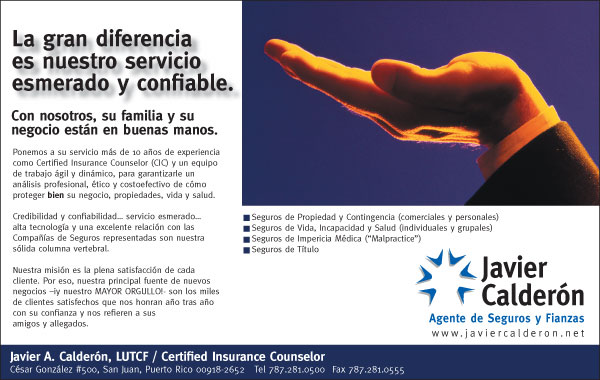 La gran diferencia
es nuestro servicio
esmerado y confiable.
Con nosotros, su familia y su
negocio están en buenas manos.
Ponemos a su servicio más de 10 años de experiencia
como Certified Insurance Counselor (CIC) y un equipo
de trabajo ágil y dinámico, para garantizarle un
análisis profesional, ético y costoefectivo de cómo
proteger bien su negocio, propiedades, vida y salud.
Credibilidad y confiabilidad... servicio esmerado...
alta tecnología y una excelente relación con las
Compañías de Seguros representadas son nuestra
sólida columna vertebral.
Nuestra misión es la plena satisfacción de cada
cliente. Por eso, nuestra principal fuente de nuevos
negocios –¡y nuestro MAYOR ORGULLO!- son los miles
de clientes satisfechos que nos honran año tras año
con su confianza y nos refieren a sus
amigos y allegados.
■ Seguros de Propiedad y Contingencia (comerciales y personales)
■ Seguros de Vida, Incapacidad y Salud (individuales y grupales)
■ Seguros de Impericia Médica ("Malpractice")
■ Seguros de Título
Javier
Calderón
Agente de Seguros y Fianzas
www.javiercalderon.net
Javier A. Calderón, LUTCF / Certified Insurance Counselor
César González #500, San Juan, Puerto Rico 00918-2652 Tel 787.281.0500 Fax 787.281.0555